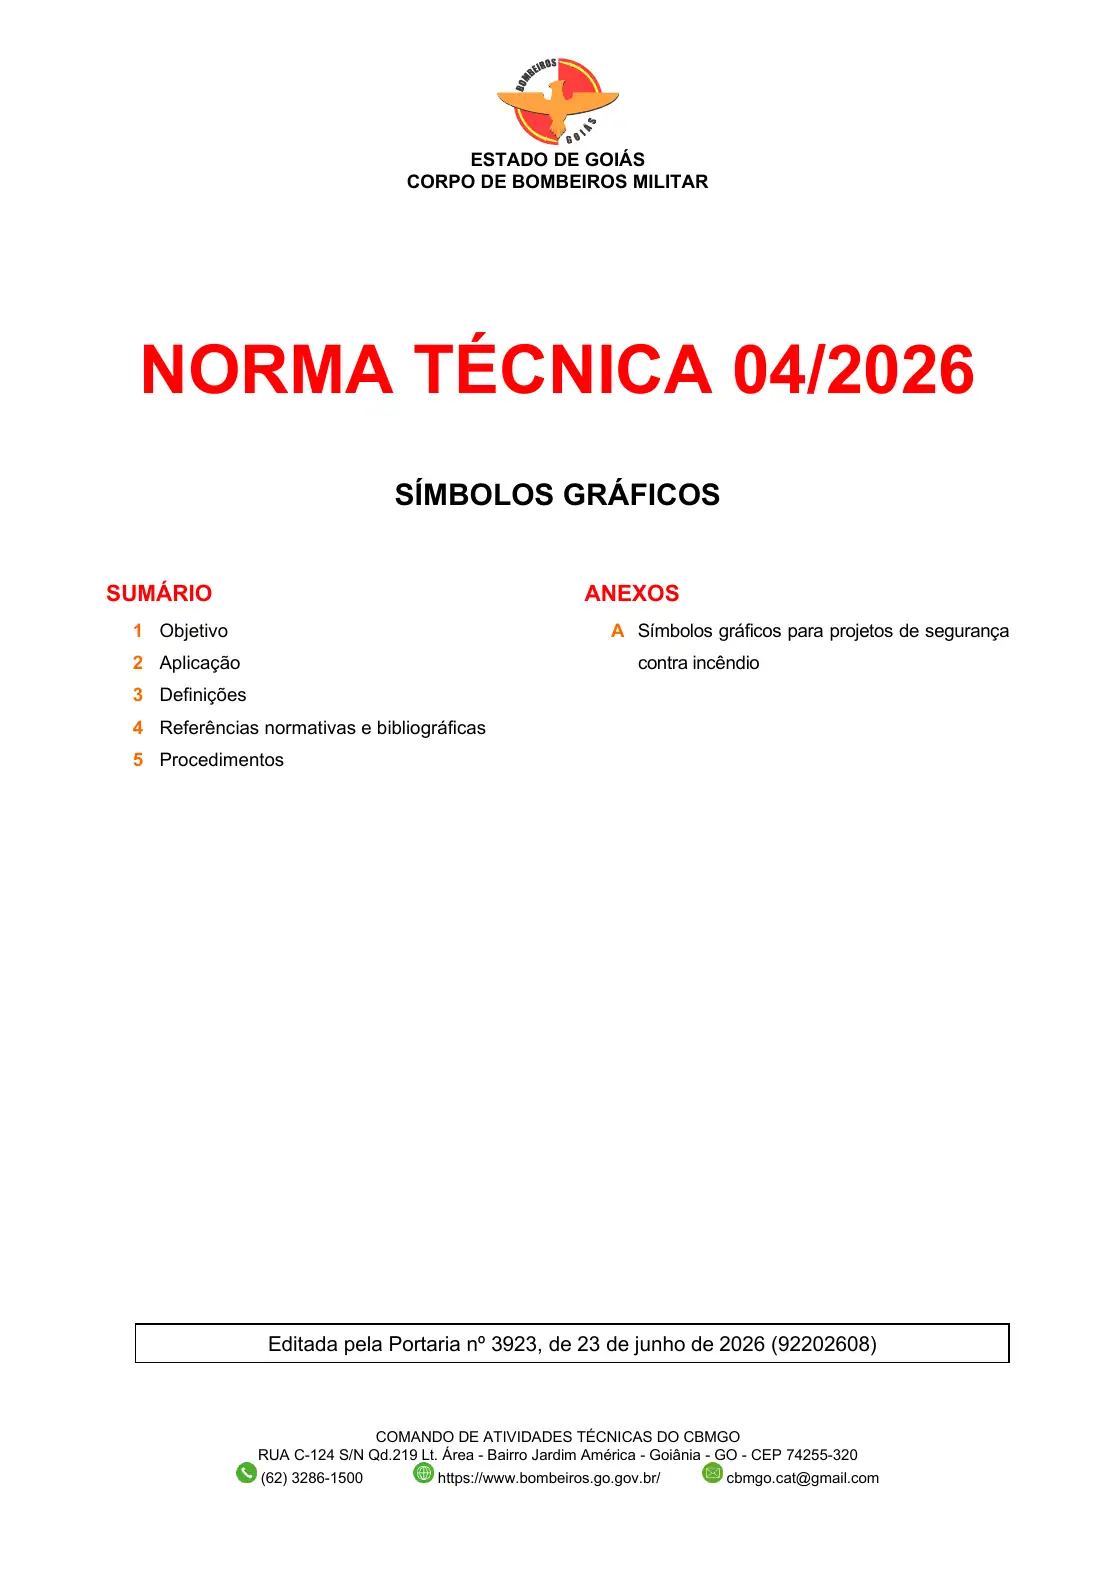 BOMBEIROS
GOIÁS
ESTADO DE GOIÁS
CORPO DE BOMBEIROS MILITAR
NORMA TÉCNICA 04/2026
SÍMBOLOS GRÁFICOS
SUMÁRIO
1 Objetivo
2 Aplicação
3 Definições
4 Referências normativas e bibliográficas
5 Procedimentos
ANEXOS
A Símbolos gráficos para projetos de segurança
contra incêndio
Editada pela Portaria nº 3923, de 23 de junho de 2026 (92202608)
COMANDO DE ATIVIDADES TÉCNICAS DO CBMGO
RUA C-124 S/N Qd.219 Lt. Área - Bairro Jardim América - Goiânia - GO - CEP 74255-320
(62) 3286-1500 https://www.bombeiros.go.gov.br/ cbmgo.cat@gmail.com